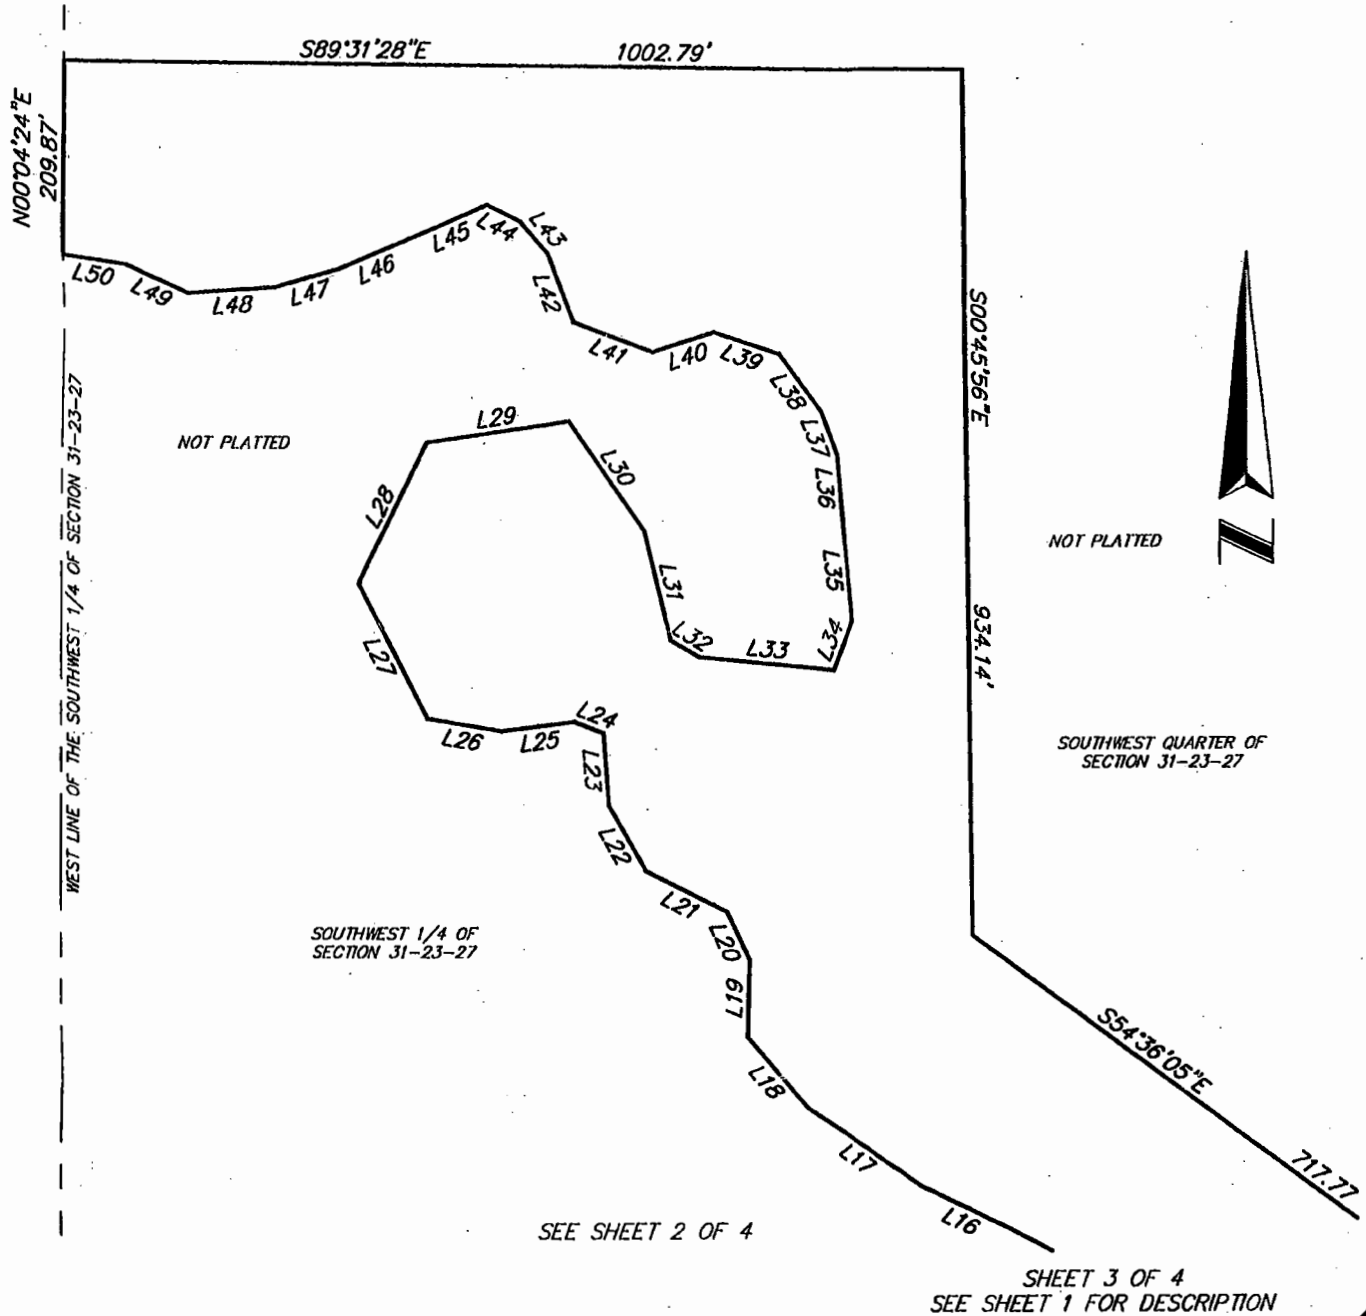 S89°31'28"E 1002.79'
N00°04'24"E
209.87'
L50
L49
L48
L47
L46
L45
L44
L43
L42
L41
L40
L39
L38
L37
L36
L35
L34
L33
L32
L31
L30
L29
L28
L27
L26
L25
L24
L23
L22
L21
L20
L19
L18
L17
L16
S00°45'56"E
934.14'
S54°36'05"E
717.77
WEST LINE OF THE SOUTHWEST 1/4 OF SECTION 31-23-27
NOT PLATTED
NOT PLATTED
N
SOUTHWEST QUARTER OF
SECTION 31-23-27
SOUTHWEST 1/4 OF
SECTION 31-23-27
SEE SHEET 2 OF 4
SHEET 3 OF 4
SEE SHEET 1 FOR DESCRIPTION